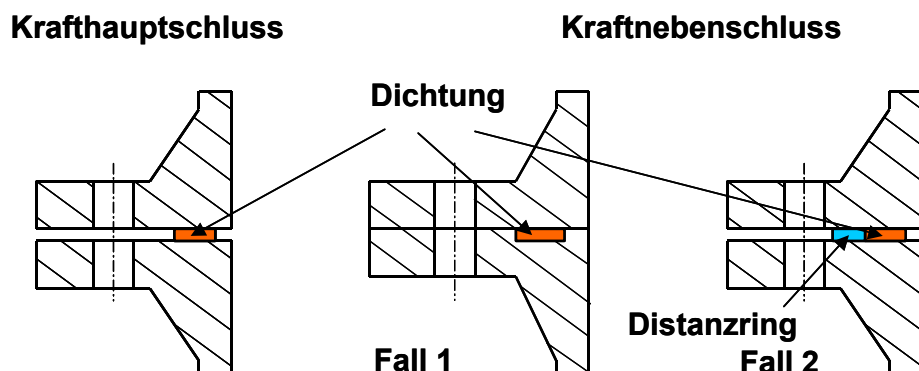 Krafthauptschluss
Kraftnebenschluss
Dichtung
Distanzring
Fall 1
Fall 2